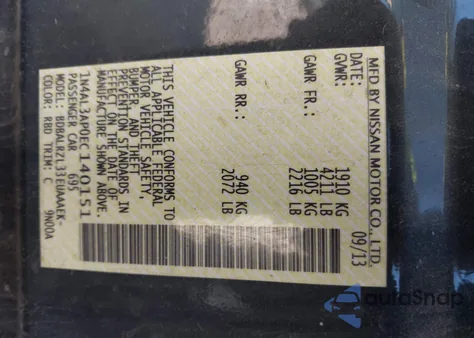 MFD BY NISSAN MOTOR CO., LTD.
DATE: 09/13
GVWR: 1910 KG
4211 LB
GAWR FR.: 1005 KG
2216 LB
GAWR RR.: 940 KG
2072 LB
THIS VEHICLE CONFORMS TO
ALL APPLICABLE FEDERAL
MOTOR VEHICLE SAFETY,
BUMPER, AND THEFT
PREVENTION STANDARDS IN
EFFECT ON THE DATE OF
MANUFACTURE SHOWN ABOVE.
1N4AL3AP0EC140151
PASSENGER CAR 695
MODEL: BDBALRZL33EUAAAEK-
COLOR: RBD TRIM: C 9N00A
autoSnap